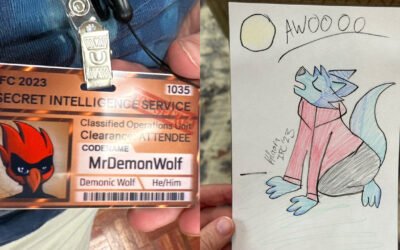 FC 2023
1035
SECRET INTELLIGENCE SERVICE
Classified Operations Unit
Clearance: ATTENDEE
CODENAME
MrDemonWolf
Demonic Wolf
He/Him
AWOOOO